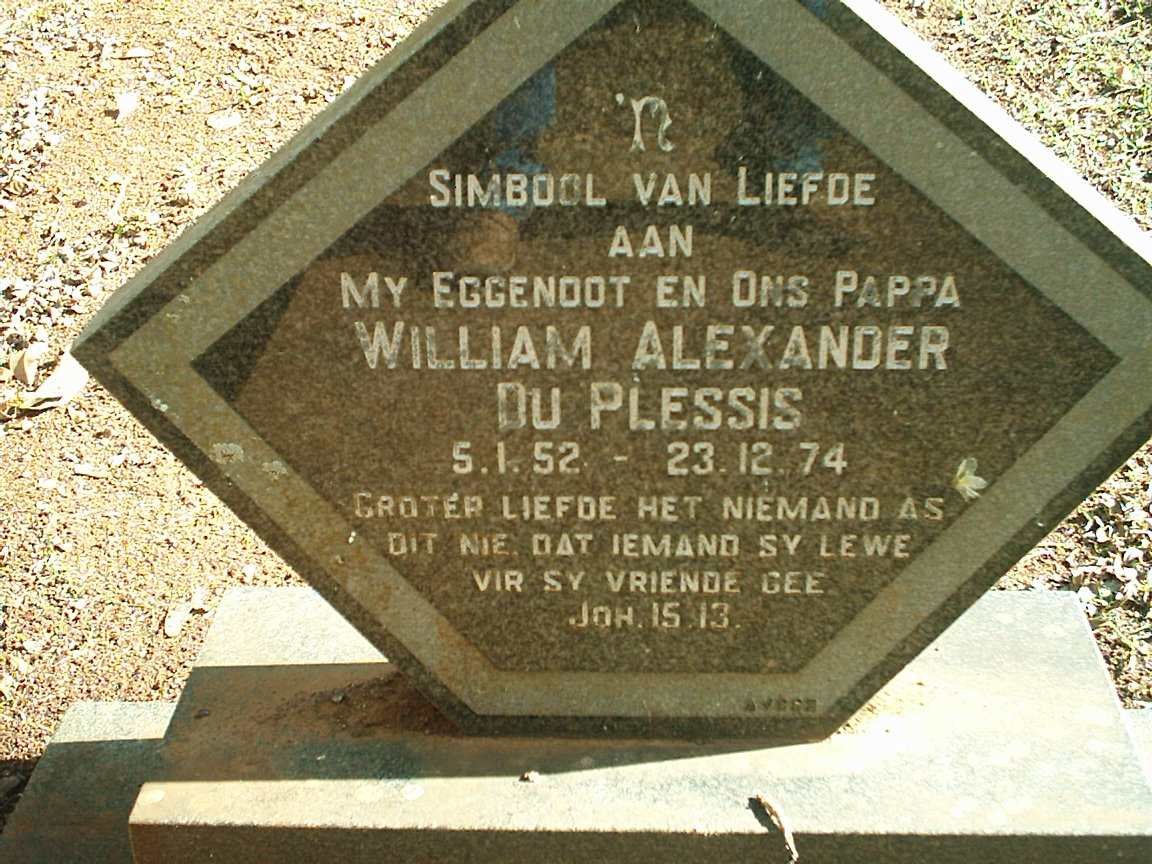 'n
SIMBOOL VAN LIEFDE
AAN
MY EGGENOOT EN ONS PAPPA
WILLIAM ALEXANDER
DU PLESSIS
5.1.52 - 23.12.74
GROTER LIEFDE HET NIEMAND AS
DIT NIE, DAT IEMAND SY LEWE
VIR SY VRIENDE GEE.
JOH.15.13.